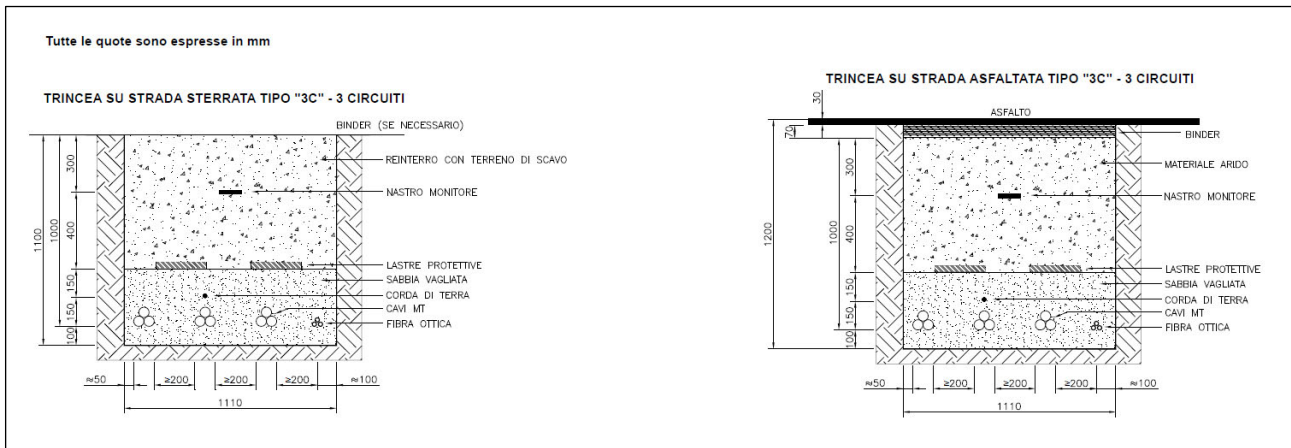 Tutte le quote sono espresse in mm
TRINCEA SU STRADA STERRATA TIPO "3C" - 3 CIRCUITI
BINDER (SE NECESSARIO)
REINTERRO CON TERRENO DI SCAVO
NASTRO MONITORE
LASTRE PROTETTIVE
SABBIA VAGLIATA
CORDA DI TERRA
CAVI MT
FIBRA OTTICA
1100
1000
300
400
150
150
100
≈50 ≥200 ≥200 ≥200 ≈100
1110
TRINCEA SU STRADA ASFALTATA TIPO "3C" - 3 CIRCUITI
30
ASFALTO
70
BINDER
MATERIALE ARIDO
NASTRO MONITORE
LASTRE PROTETTIVE
SABBIA VAGLIATA
CORDA DI TERRA
CAVI MT
FIBRA OTTICA
1200
1000
300
400
150
150
100
≈50 ≥200 ≥200 ≥200 ≈100
1110